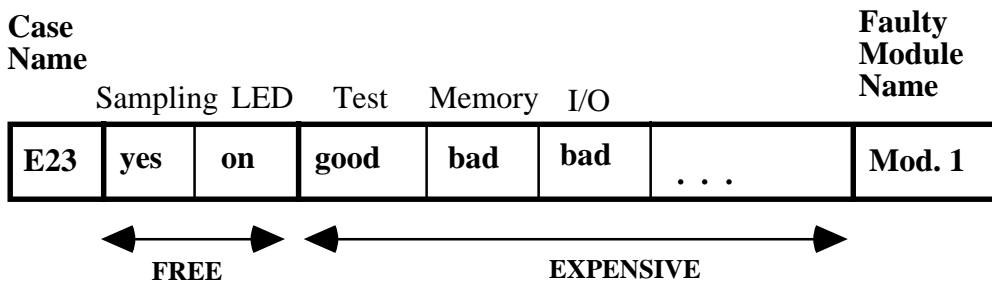 Case
Name
Faulty
Module
Name
Sampling LED Test Memory I/O
E23 yes on good bad bad . . . Mod. 1
FREE EXPENSIVE